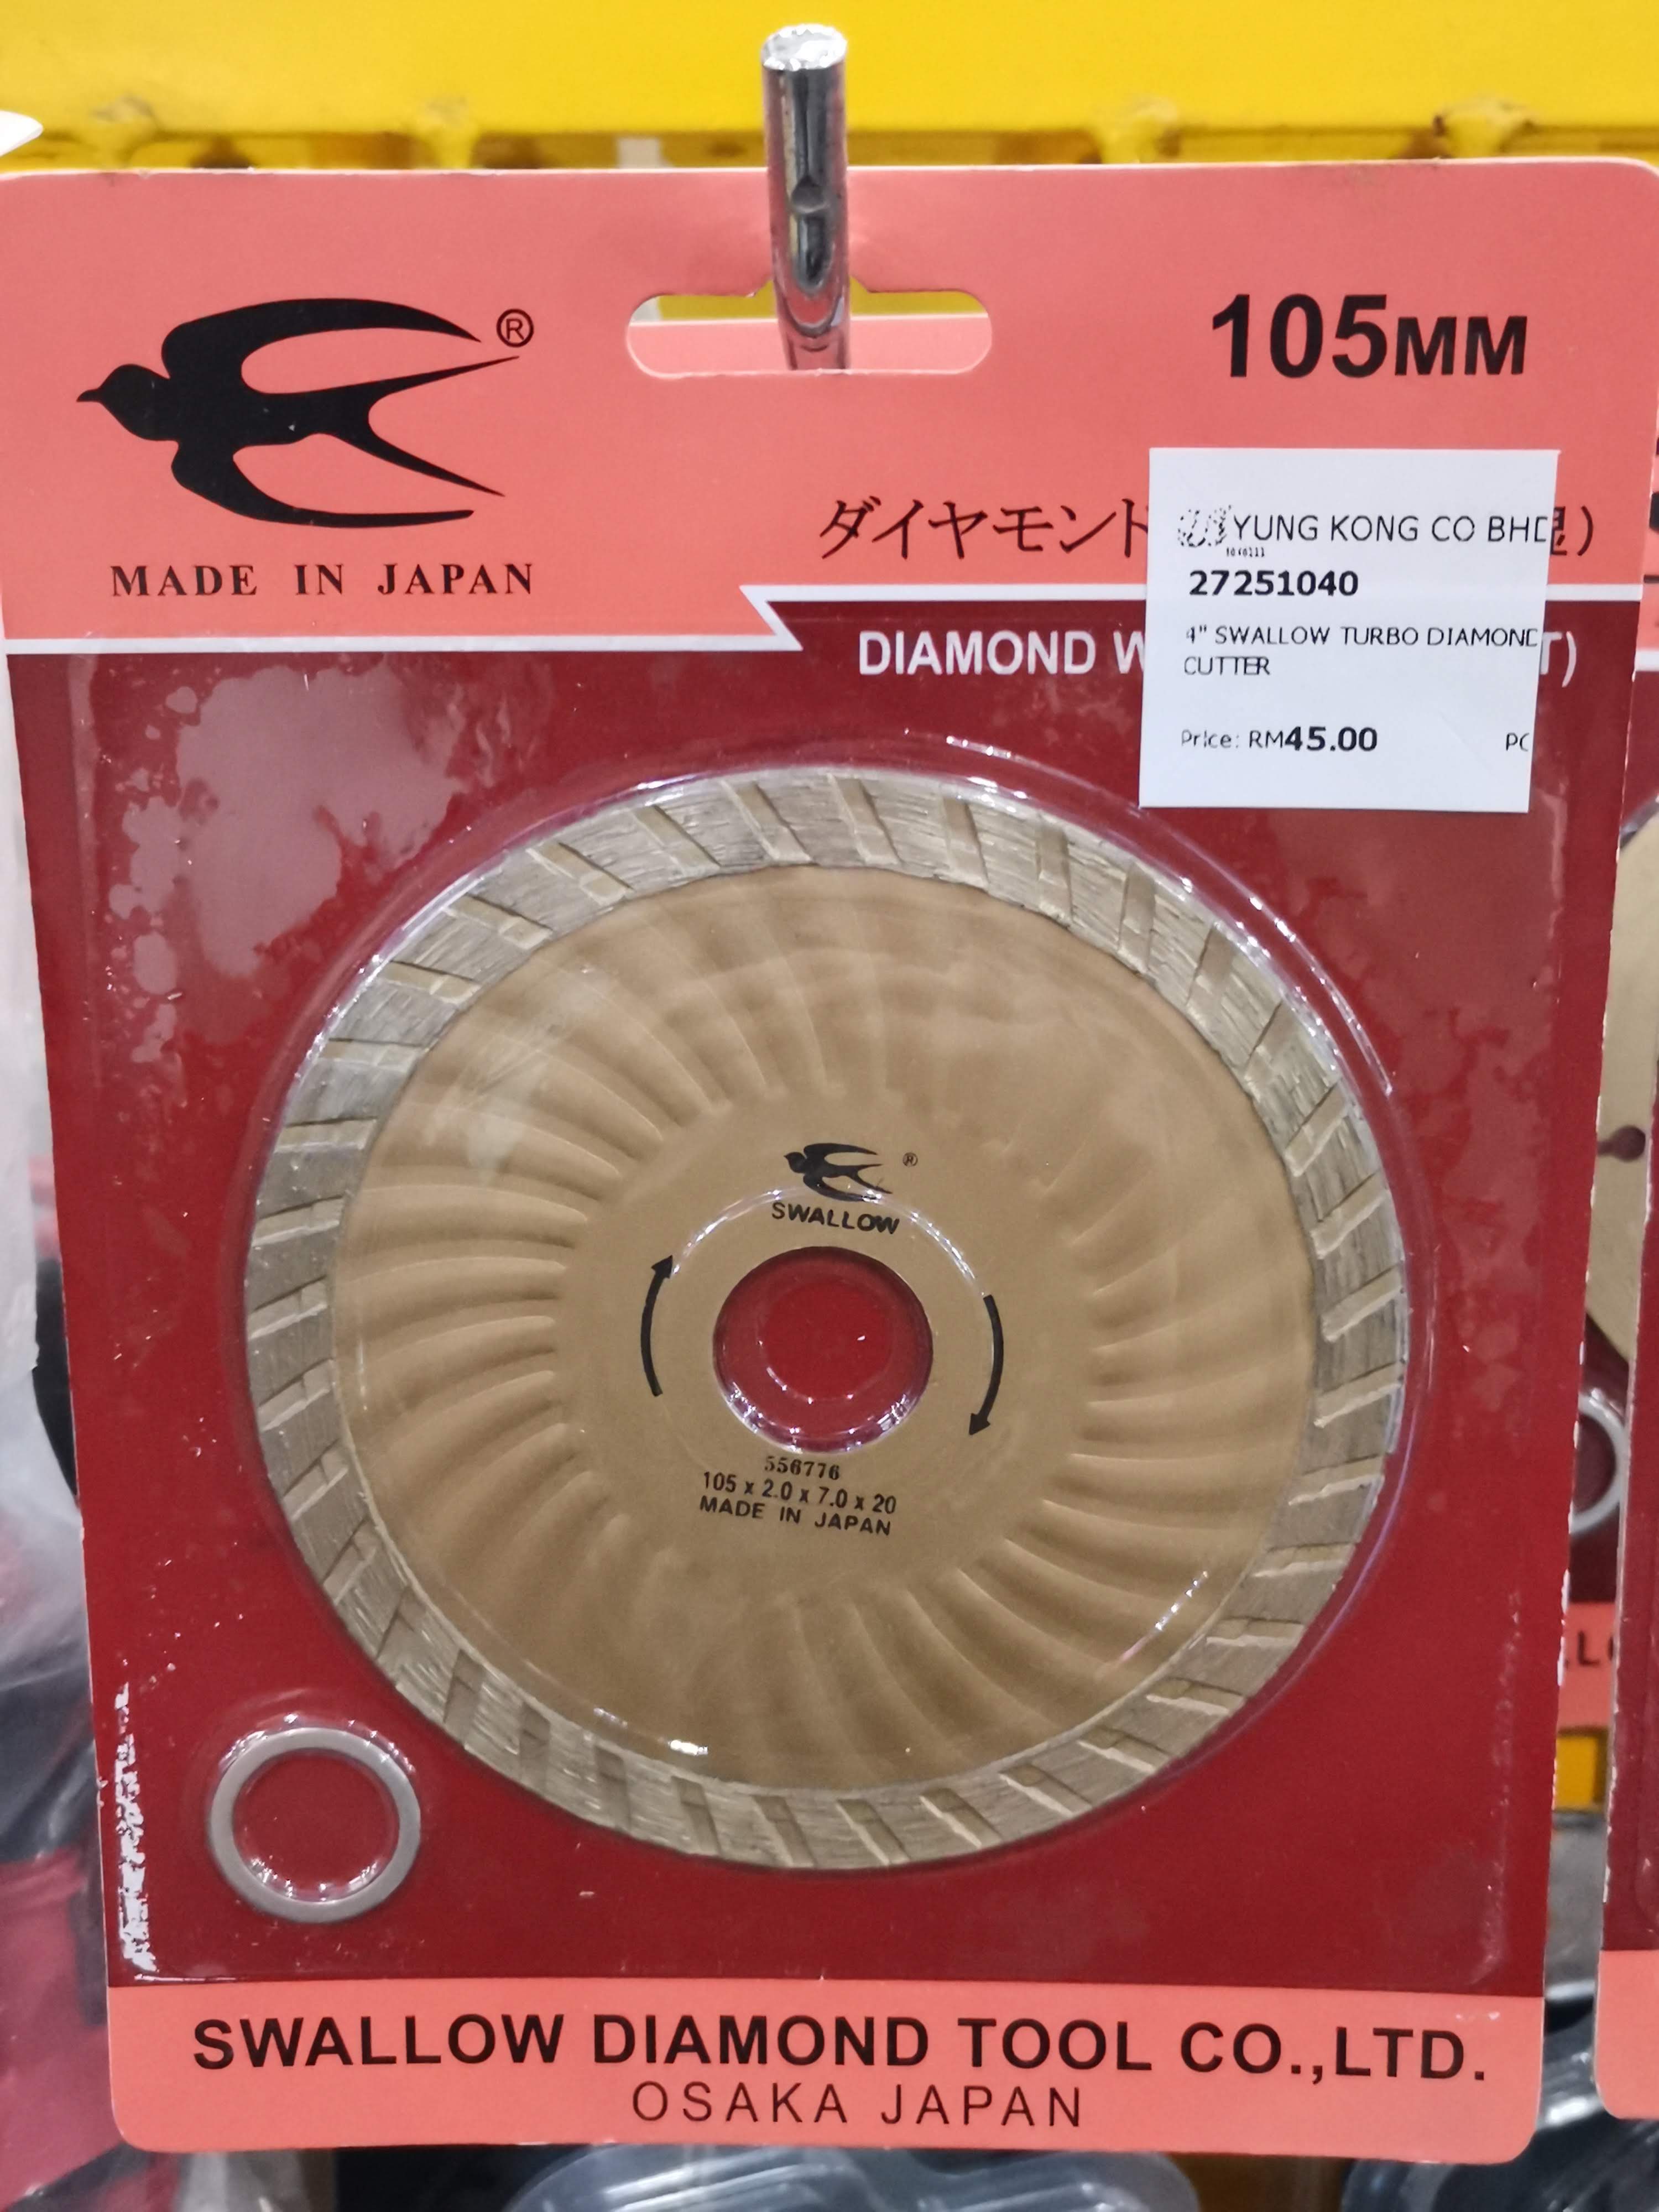 ®
105MM
MADE IN JAPAN
ダイヤモンド
YUNG KONG CO BHD
27251040
4" SWALLOW TURBO DIAMOND
CUTTER
Price: RM45.00
DIAMOND
®
SWALLOW
556776
105 x 2.0 x 7.0 x 20
MADE IN JAPAN
SWALLOW DIAMOND TOOL CO.,LTD.
OSAKA JAPAN